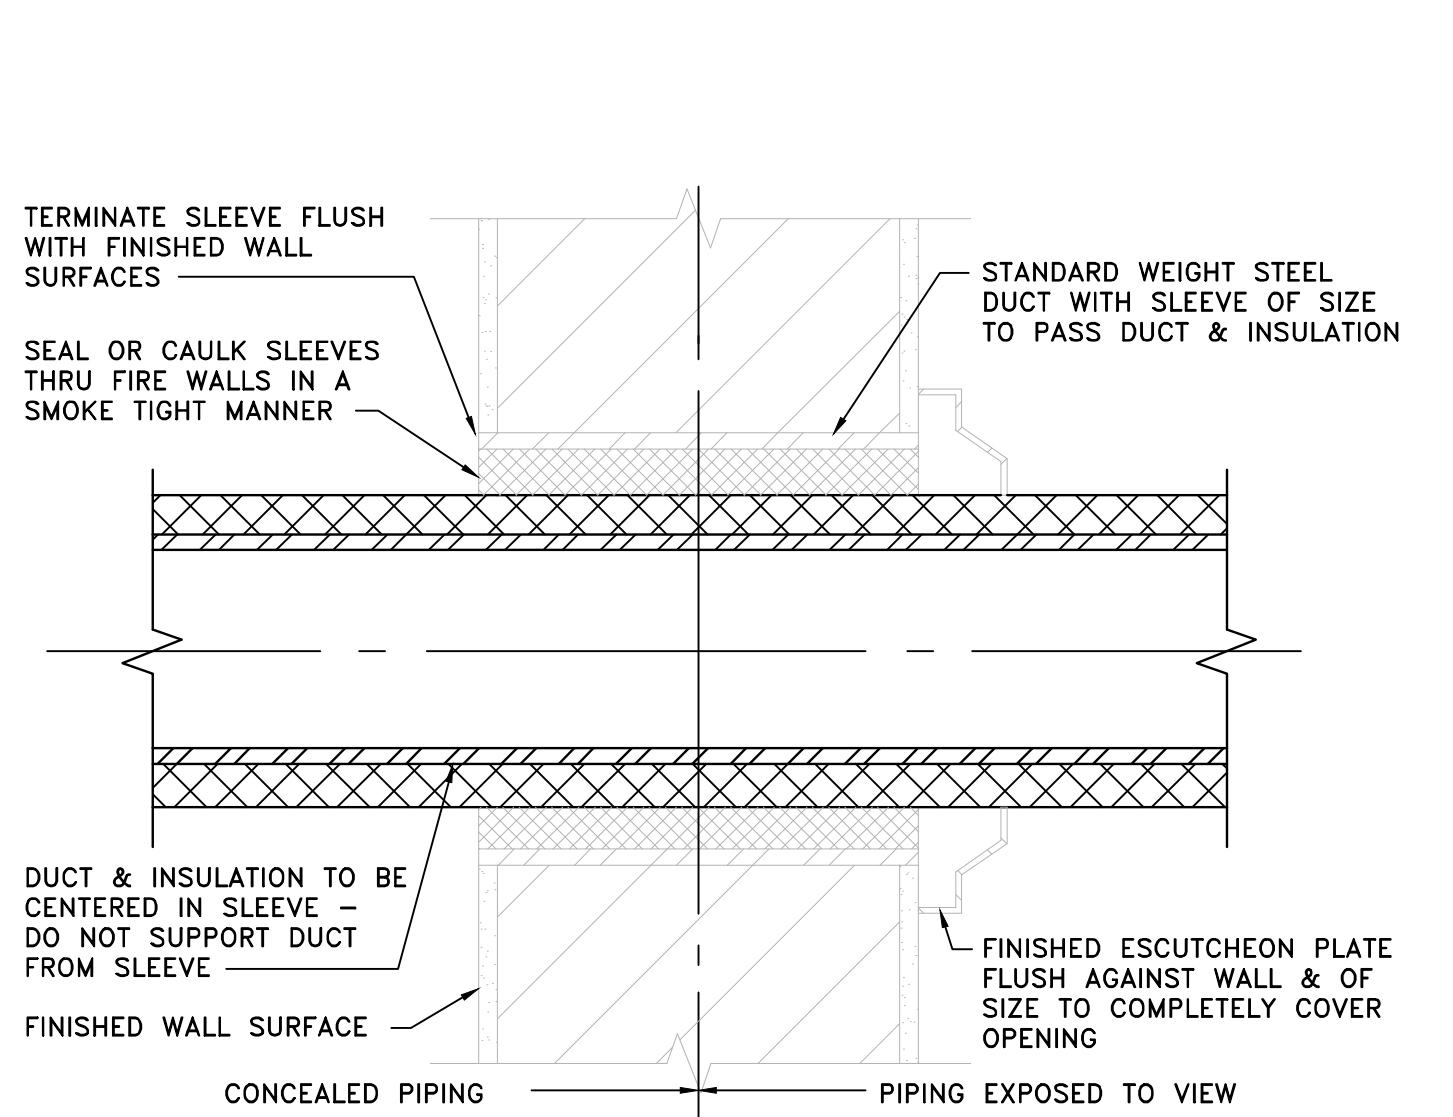 TERMINATE SLEEVE FLUSH
WITH FINISHED WALL
SURFACES
SEAL OR CAULK SLEEVES
THRU FIRE WALLS IN A
SMOKE TIGHT MANNER
STANDARD WEIGHT STEEL
DUCT WITH SLEEVE OF SIZE
TO PASS DUCT & INSULATION
DUCT & INSULATION TO BE
CENTERED IN SLEEVE –
DO NOT SUPPORT DUCT
FROM SLEEVE
FINISHED WALL SURFACE
FINISHED ESCUTCHEON PLATE
FLUSH AGAINST WALL & OF
SIZE TO COMPLETELY COVER
OPENING
CONCEALED PIPING
PIPING EXPOSED TO VIEW